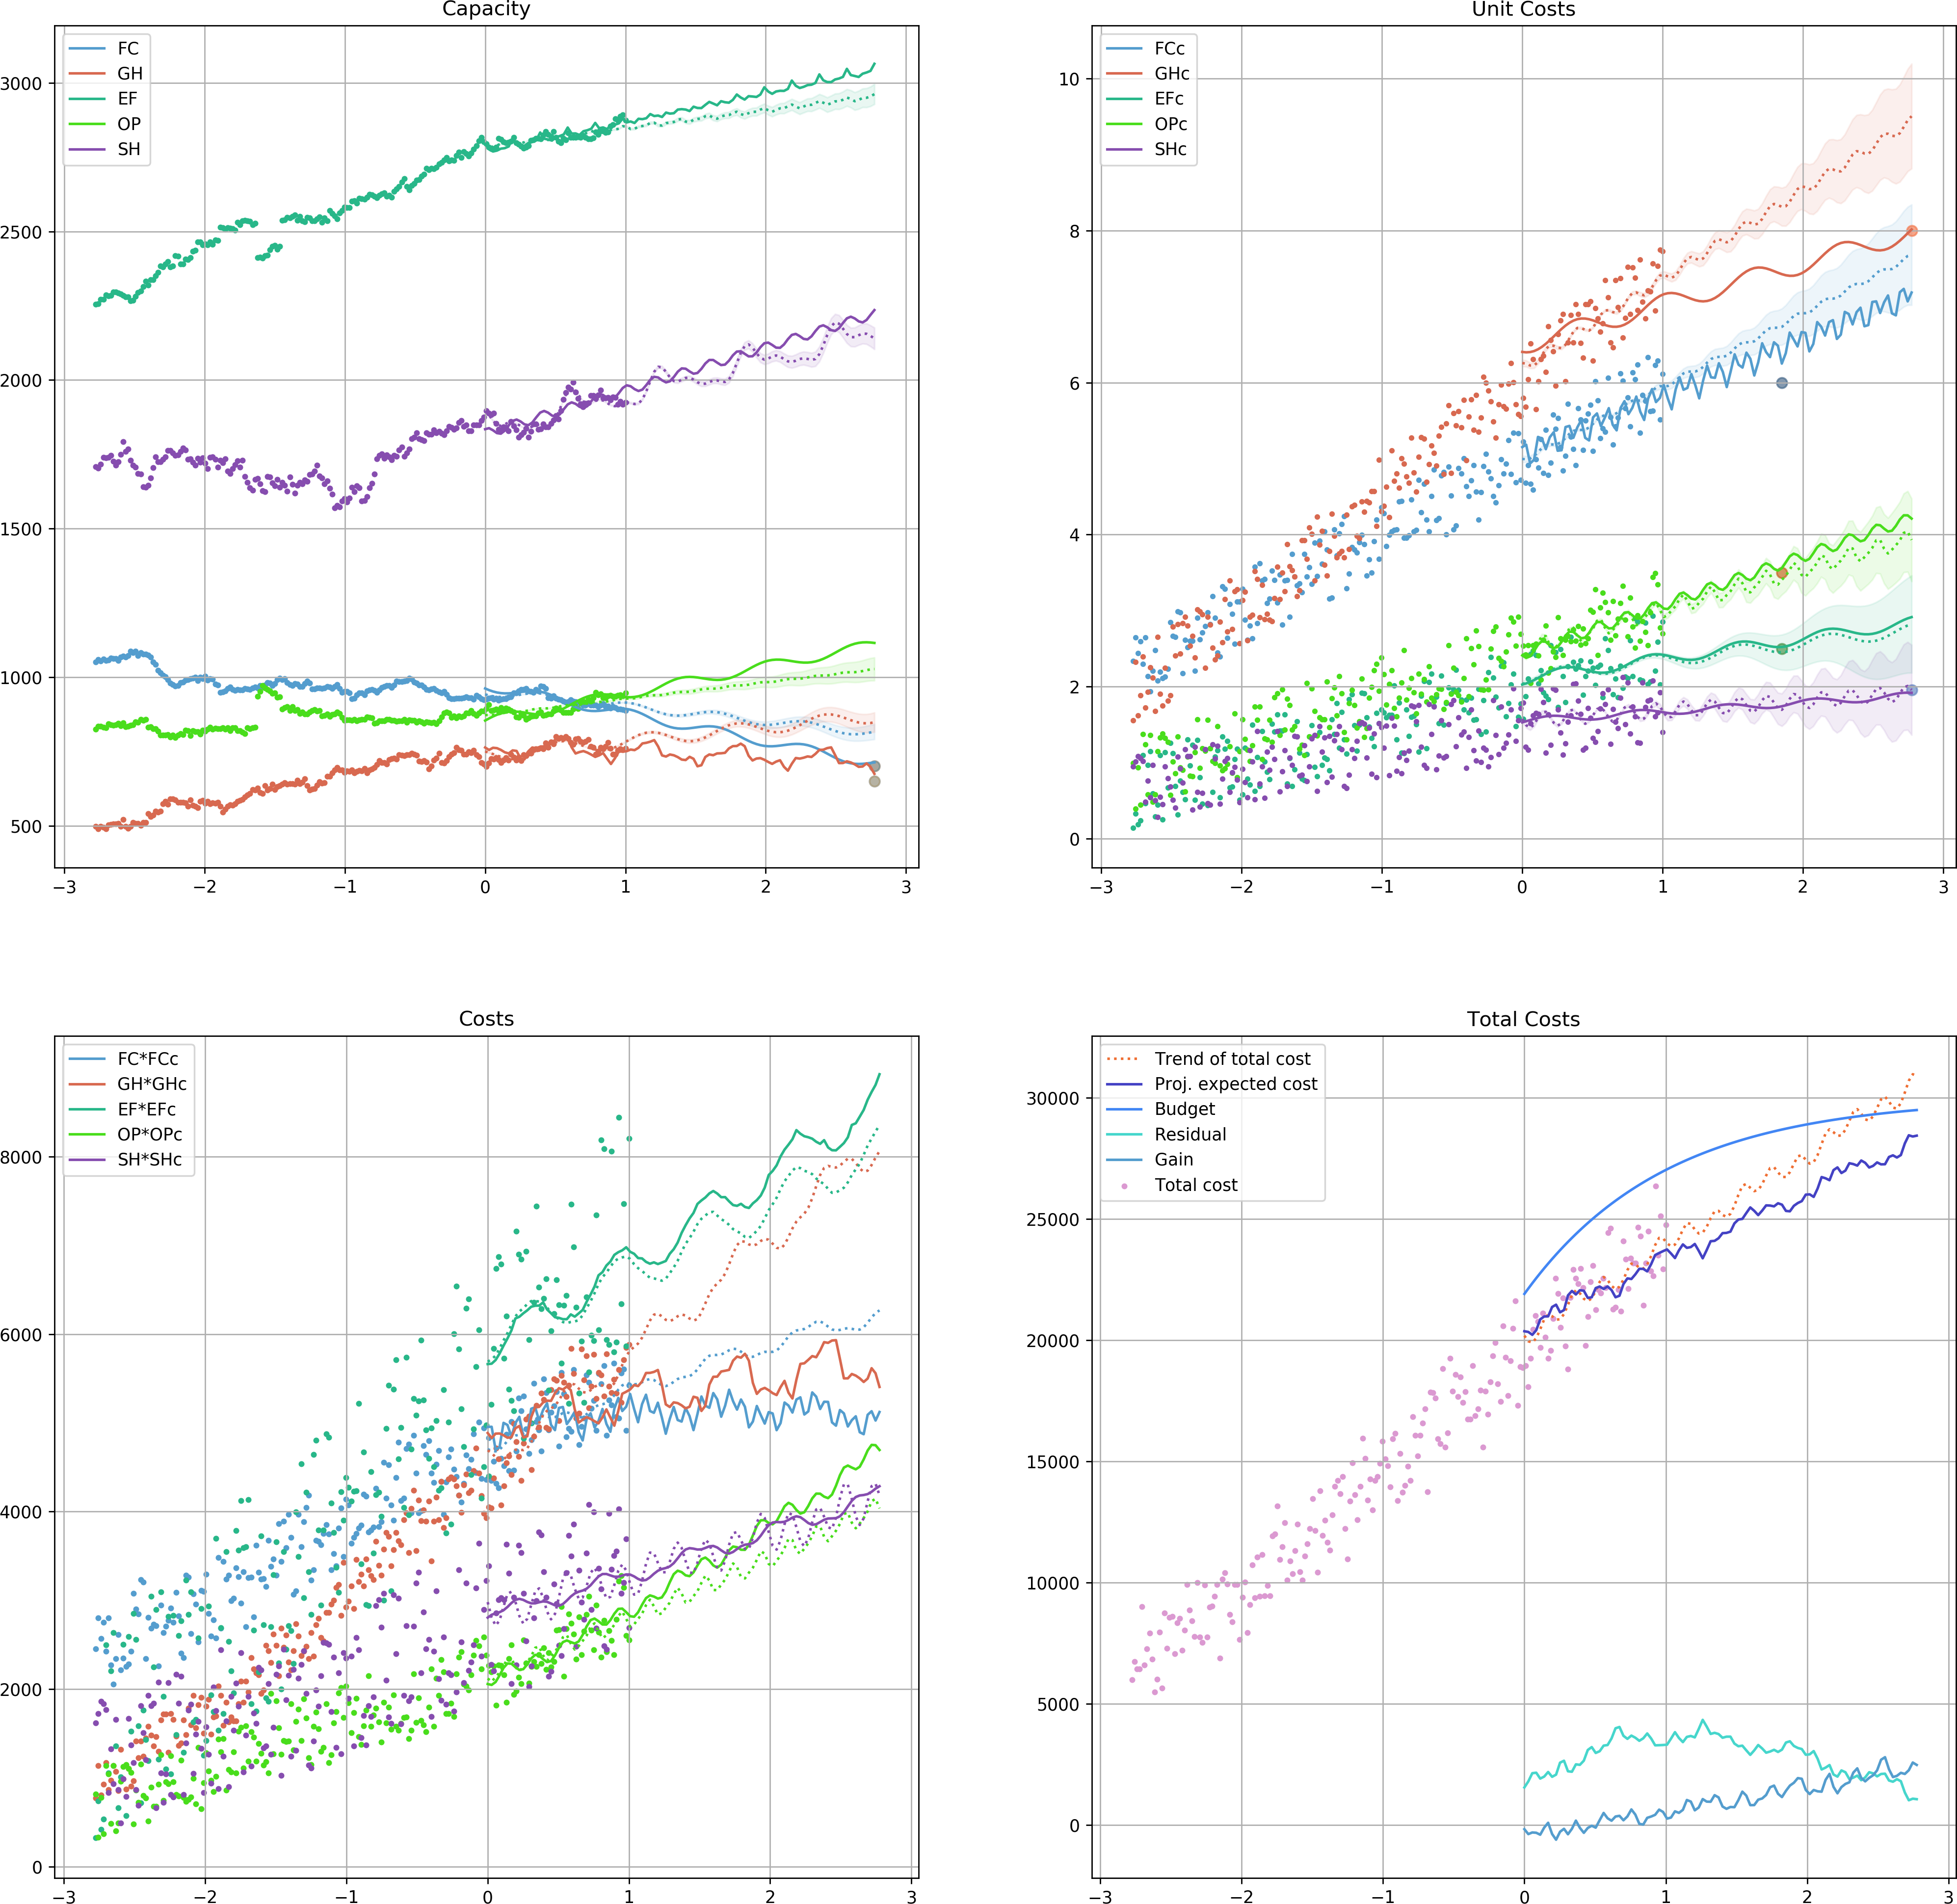 Capacity
FC
GH
EF
OP
SH
3000
2500
2000
1500
1000
500
−3 −2 −1 0 1 2 3
Unit Costs
FCc
GHc
EFc
OPc
SHc
10
8
6
4
2
0
−3 −2 −1 0 1 2 3
Costs
FC*FCc
GH*GHc
EF*EFc
OP*OPc
SH*SHc
8000
6000
4000
2000
0
−3 −2 −1 0 1 2 3
Total Costs
Trend of total cost
Proj. expected cost
Budget
Residual
Gain
Total cost
30000
25000
20000
15000
10000
5000
0
−3 −2 −1 0 1 2 3